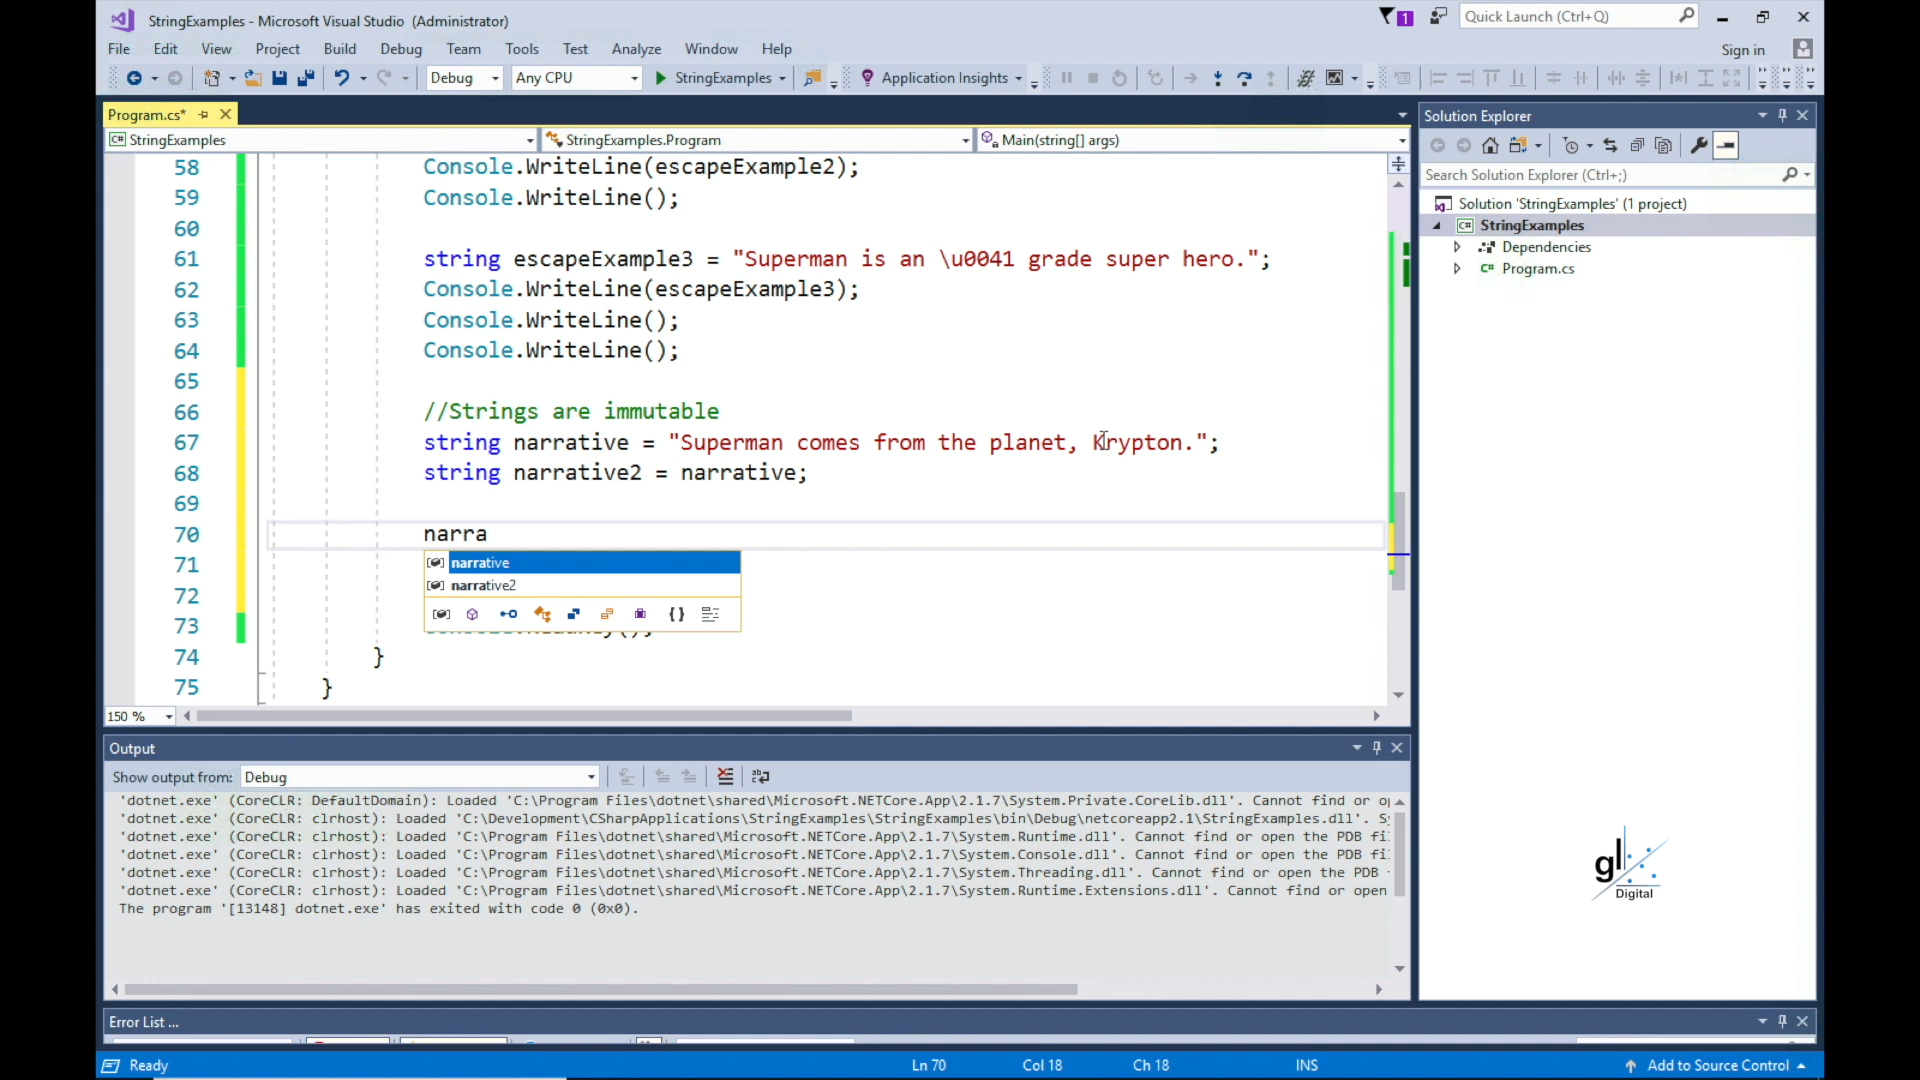 StringExamples - Microsoft Visual Studio (Administrator)
1
Quick Launch (Ctrl+Q)
File Edit View Project Build Debug Team Tools Test Analyze Window Help
Sign in
Debug Any CPU StringExamples Application Insights
Program.cs*
StringExamples StringExamples.Program Main(string[] args)
58 Console.WriteLine(escapeExample2);
59 Console.WriteLine();
60
61 string escapeExample3 = "Superman is an \u0041 grade super hero.";
62 Console.WriteLine(escapeExample3);
63 Console.WriteLine();
64 Console.WriteLine();
65
66 //Strings are immutable
67 string narrative = "Superman comes from the planet, Krypton.";
68 string narrative2 = narrative;
69
70 narra
71 narrative
narrative2
72
73
74 }
75 }
150 %
Solution Explorer
Search Solution Explorer (Ctrl+;)
Solution 'StringExamples' (1 project)
StringExamples
Dependencies
Program.cs
Output
Show output from: Debug
'dotnet.exe' (CoreCLR: DefaultDomain): Loaded 'C:\Program Files\dotnet\shared\Microsoft.NETCore.App\2.1.7\System.Private.CoreLib.dll'. Cannot find or
'dotnet.exe' (CoreCLR: clrhost): Loaded 'C:\Development\CSharpApplications\StringExamples\StringExamples\bin\Debug\netcoreapp2.1\StringExamples.dll'.
'dotnet.exe' (CoreCLR: clrhost): Loaded 'C:\Program Files\dotnet\shared\Microsoft.NETCore.App\2.1.7\System.Runtime.dll'. Cannot find or open the PDB
'dotnet.exe' (CoreCLR: clrhost): Loaded 'C:\Program Files\dotnet\shared\Microsoft.NETCore.App\2.1.7\System.Console.dll'. Cannot find or open the PDB
'dotnet.exe' (CoreCLR: clrhost): Loaded 'C:\Program Files\dotnet\shared\Microsoft.NETCore.App\2.1.7\System.Threading.dll'. Cannot find or open the PDB
'dotnet.exe' (CoreCLR: clrhost): Loaded 'C:\Program Files\dotnet\shared\Microsoft.NETCore.App\2.1.7\System.Runtime.Extensions.dll'. Cannot find or open
The program '[13148] dotnet.exe' has exited with code 0 (0x0).
gl
Digital
Error List ...
Ready Ln 70 Col 18 Ch 18 INS Add to Source Control